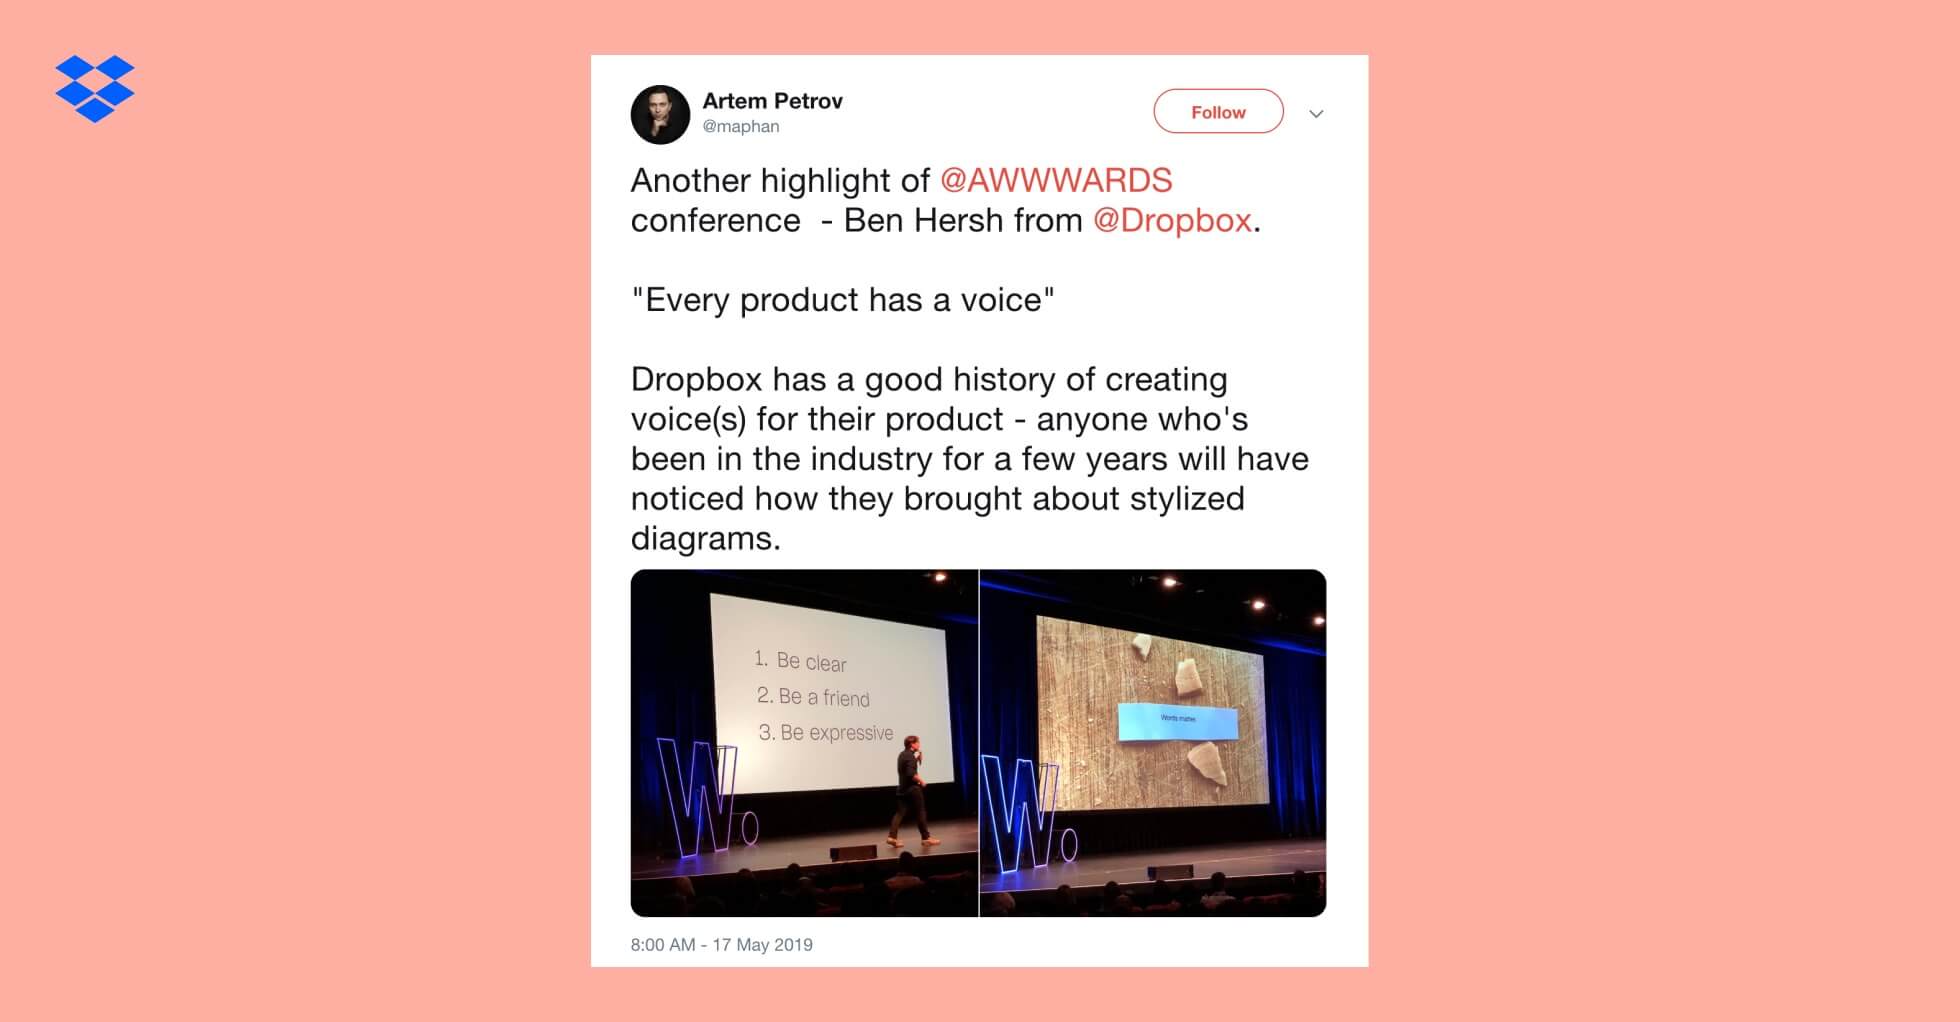 Artem Petrov
@maphan
Follow
Another highlight of @AWWWARDS
conference  - Ben Hersh from @Dropbox.
"Every product has a voice"
Dropbox has a good history of creating
voice(s) for their product - anyone who's
been in the industry for a few years will have
noticed how they brought about stylized
diagrams.
1. Be clear
2. Be a friend
3. Be expressive
Wo
Words matter
Wo
8:00 AM - 17 May 2019